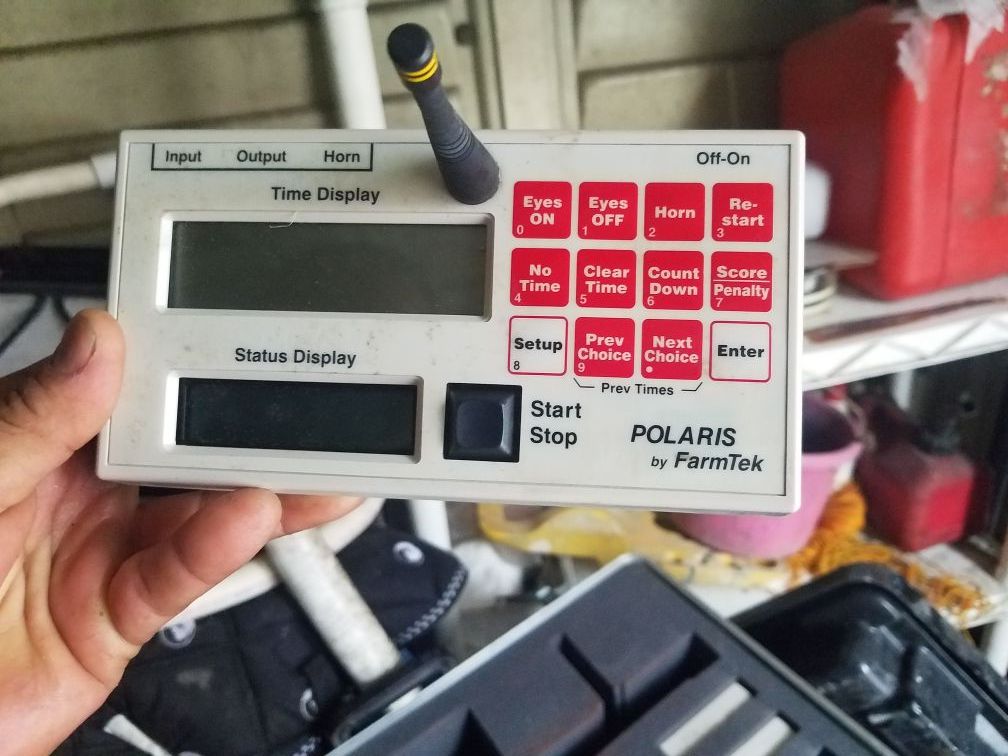 Input Output Horn
Off-On
Time Display
Eyes ON 0
Eyes OFF 1
Horn 2
Re- start 3
No Time 4
Clear Time 5
Count Down 6
Score Penalty 7
Setup 8
Prev Choice 9
Next Choice •
Enter
Prev Times
Status Display
Start
Stop
POLARIS
by FarmTek